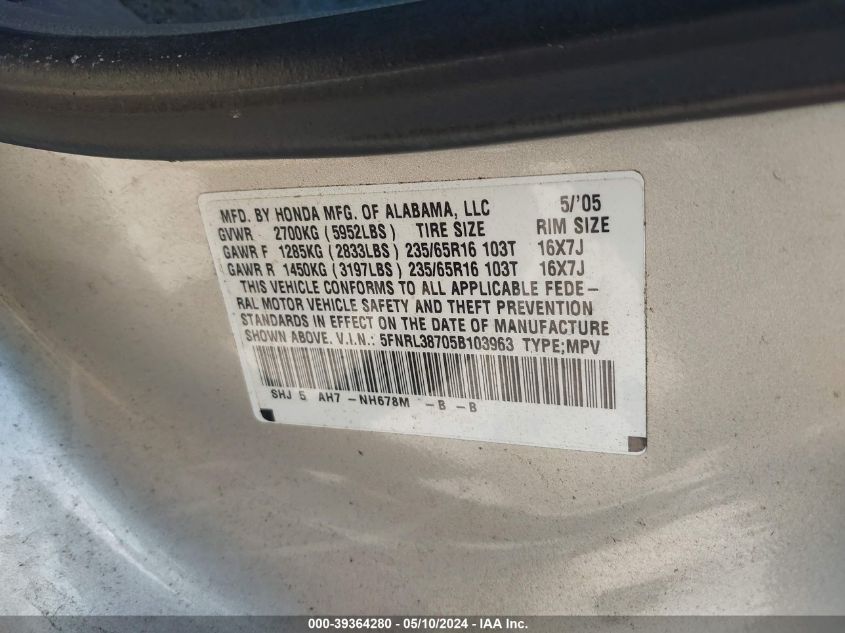 MFD. BY HONDA MFG. OF ALABAMA, LLC 5/'05
GVWR 2700KG (5952LBS) TIRE SIZE RIM SIZE
GAWR F 1285KG (2833LBS) 235/65R16 103T 16X7J
GAWR R 1450KG (3197LBS) 235/65R16 103T 16X7J
THIS VEHICLE CONFORMS TO ALL APPLICABLE FEDE-
RAL MOTOR VEHICLE SAFETY AND THEFT PREVENTION
STANDARDS IN EFFECT ON THE DATE OF MANUFACTURE
SHOWN ABOVE. V.I.N.: 5FNRL38705B103963 TYPE;MPV
SHJ 5 AH7 -NH678M -B -B
000-39364280 - 05/10/2024 - IAA Inc.